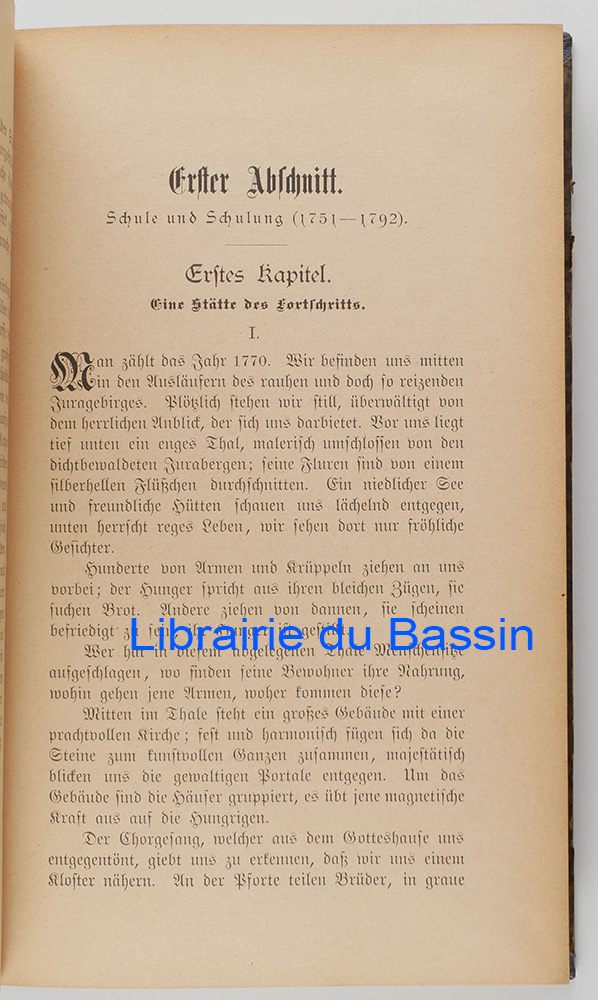 Erster Abschnitt.
Schule und Schulung (1751—1792).
Erstes Kapitel.
Eine Stätte des Fortschritts.
I.
Man zählt das Jahr 1770. Wir befinden uns mitten
in den Ausläufern des rauhen und doch so reizenden
Juragebirges. Plötzlich stehen wir still, überwältigt von
dem herrlichen Anblick, der sich uns darbietet. Vor uns liegt
tief unten ein enges Thal, malerisch umschlossen von den
dichtbewaldeten Jurabergen; seine Fluren sind von einem
silberhellen Flüßchen durchschnitten. Ein niedlicher See
und freundliche Hütten schauen uns lächelnd entgegen,
unten herrscht reges Leben, wir sehen dort nur fröhliche
Gesichter.
Hunderte von Armen und Krüppeln ziehen an uns
vorbei; der Hunger spricht aus ihren bleichen Zügen, sie
suchen Brot. Andere ziehen von dannen, sie scheinen
befriedigt zu sein, ihr Hunger ist gestillt.
Librairie du Bassin
Wer hat in diesem abgelegenen Thale Menschensitze
aufgeschlagen, wo finden seine Bewohner ihre Nahrung,
wohin gehen jene Armen, woher kommen diese?
Mitten im Thale steht ein großes Gebäude mit einer
prachtvollen Kirche; fest und harmonisch fügen sich da die
Steine zum kunstvollen Ganzen zusammen, majestätisch
blicken uns die gewaltigen Portale entgegen. Um das
Gebäude sind die Häuser gruppiert, es übt jene magnetische
Kraft aus auf die Hungrigen.
Der Chorgesang, welcher aus dem Gotteshause uns
entgegentönt, giebt uns zu erkennen, daß wir uns einem
Kloster nähern. An der Pforte teilen Brüder, in graue